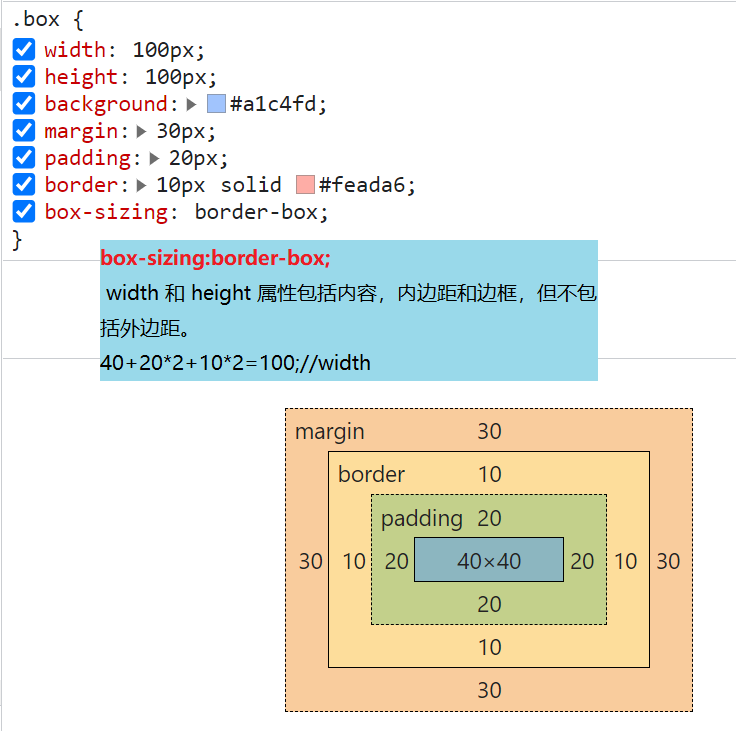 .box {
width: 100px;
height: 100px;
background: #a1c4fd;
margin: 30px;
padding: 20px;
border: 10px solid #feada6;
box-sizing: border-box;
}
box-sizing:border-box;
width 和 height 属性包括内容，内边距和边框，但不包
括外边距。
40+20*2+10*2=100;//width
margin 30
border 10
padding 20
30 10 20 40×40 20 10 30
20
10
30